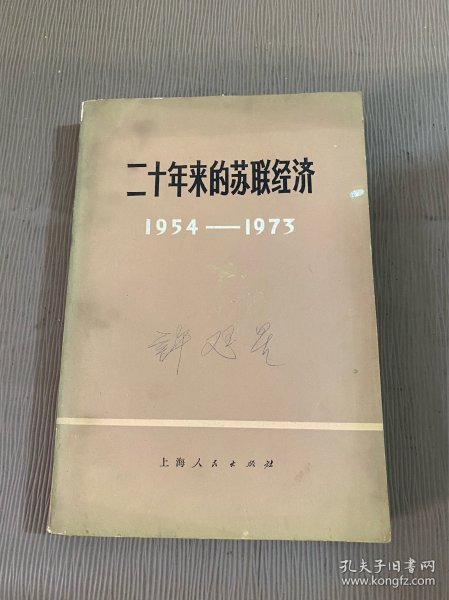 二十年来的苏联经济
1954——1973
上海人民出版社
孔夫子旧书网
www.kongfz.com